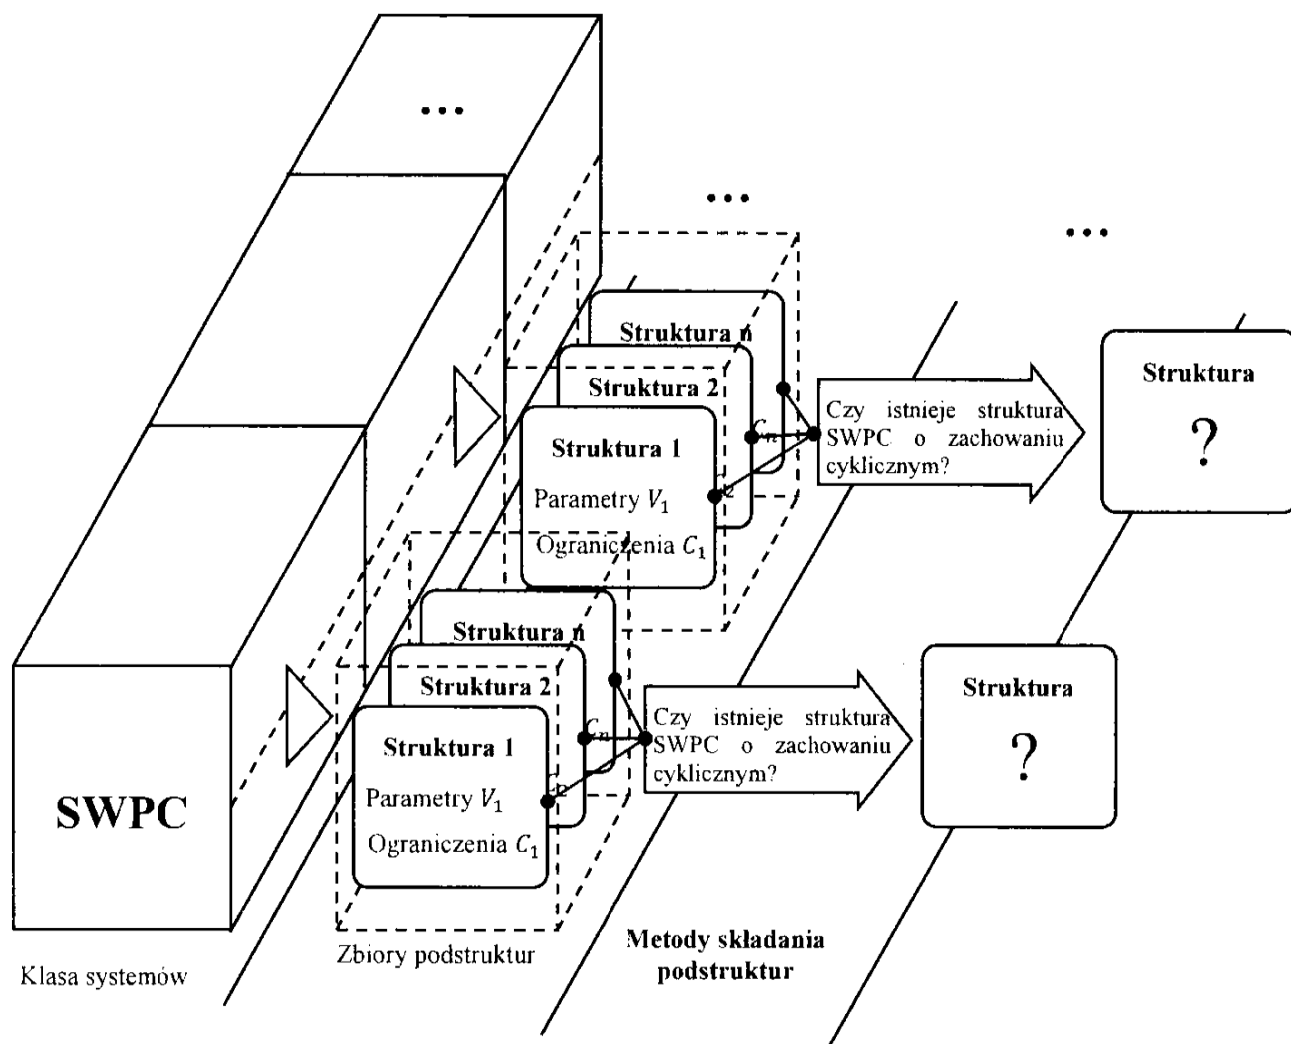 ...
...
...
Struktura n
Struktura 2
Struktura 1
Parametry V₁
Ograniczenia C₁
Cₙ
C₂
Czy istnieje struktura
SWPC o zachowaniu
cyklicznym?
Struktura
?
Struktura n
Struktura 2
Struktura 1
Parametry V₁
Ograniczenia C₁
Cₙ
C₂
Czy istnieje struktura
SWPC o zachowaniu
cyklicznym?
Struktura
?
SWPC
Klasa systemów
Zbiory podstruktur
Metody składania
podstruktur